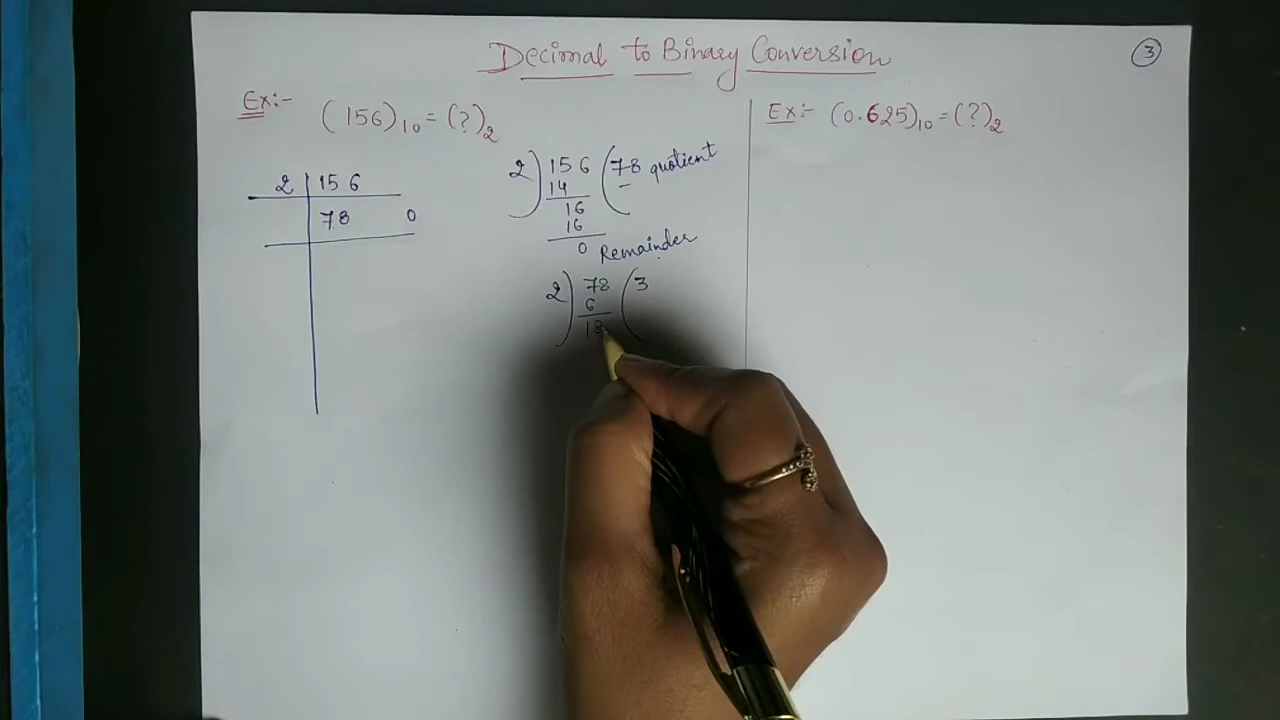 Decimal to Binary Conversion
3
Ex:- (156)10 = (?)2
2 | 156
78 0
2) 156 (78 quotient
14
16
16
0 Remainder
2) 78 (3
6
18
Ex:- (0.625)10 = (?)2